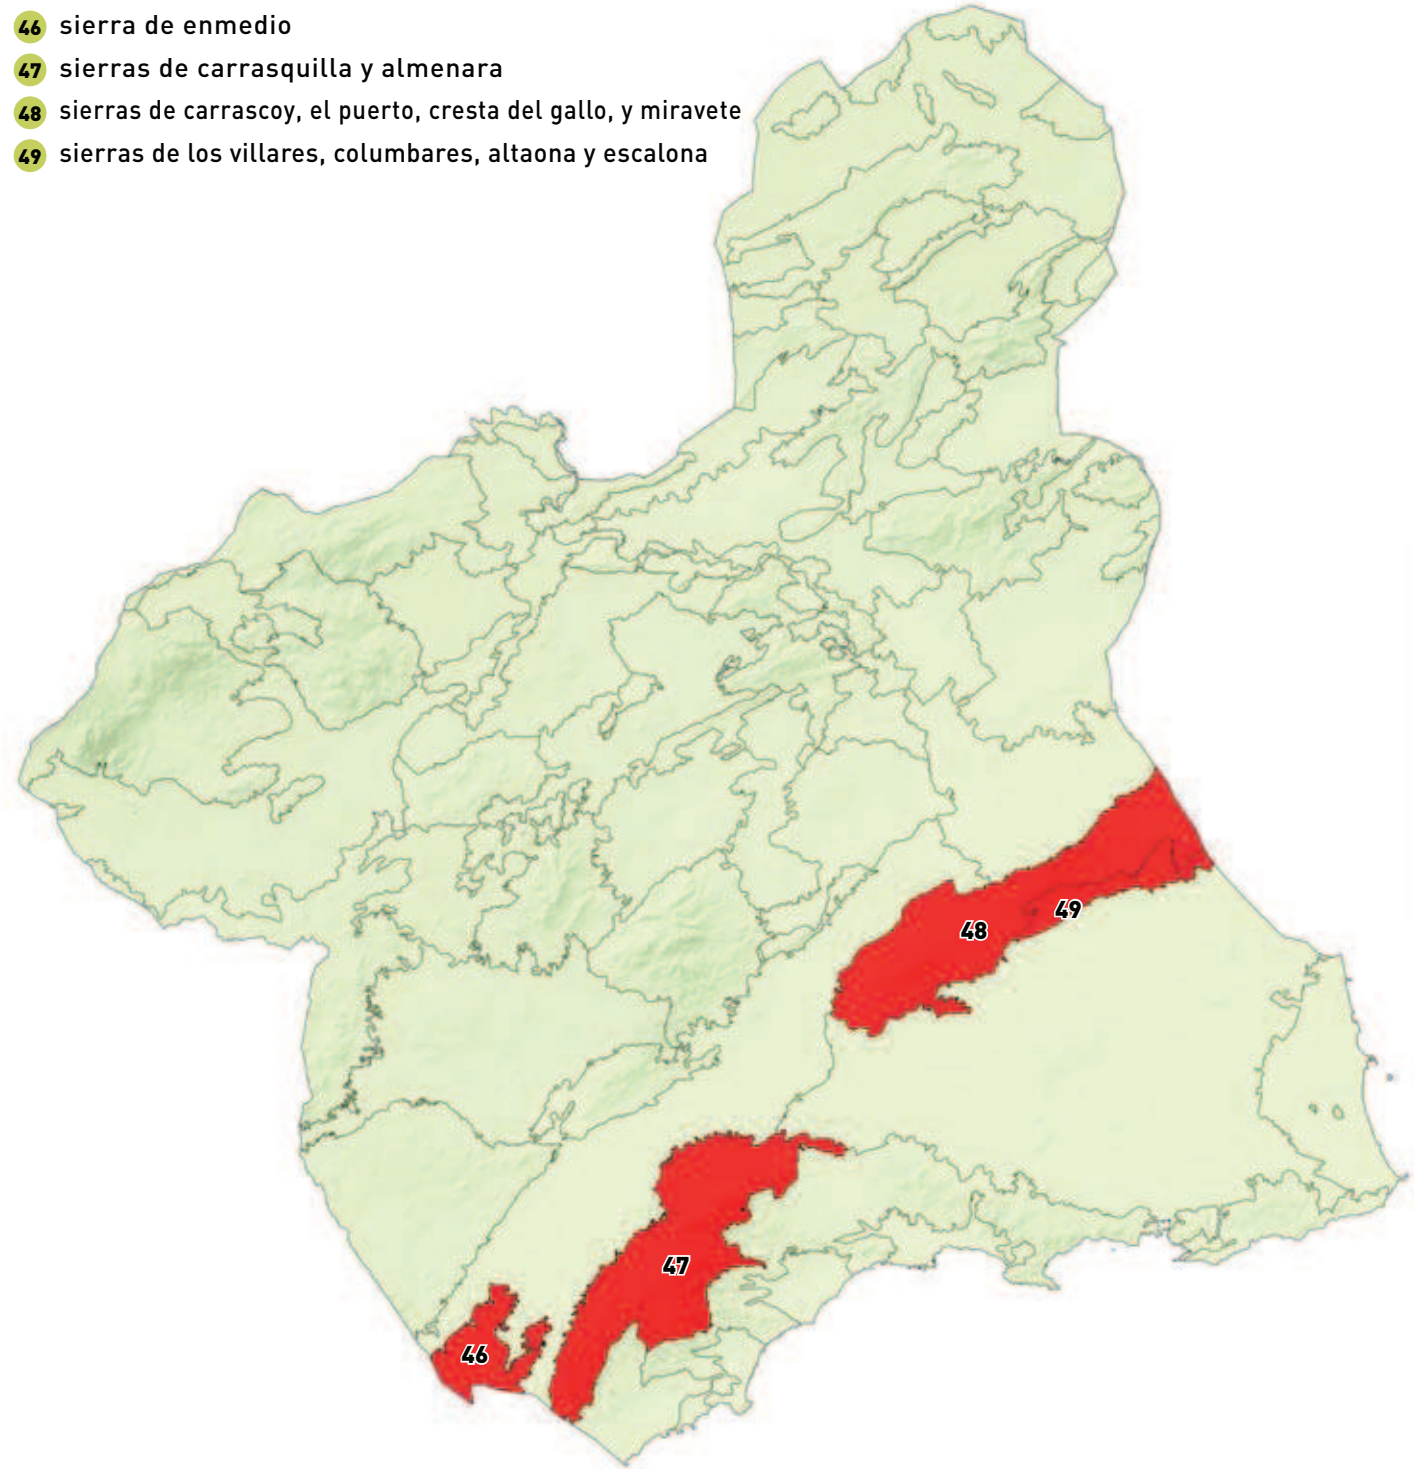 46 sierra de enmedio
47 sierras de carrasquilla y almenara
48 sierras de carrascoy, el puerto, cresta del gallo, y miravete
49 sierras de los villares, columbares, altaona y escalona
49
48
47
46